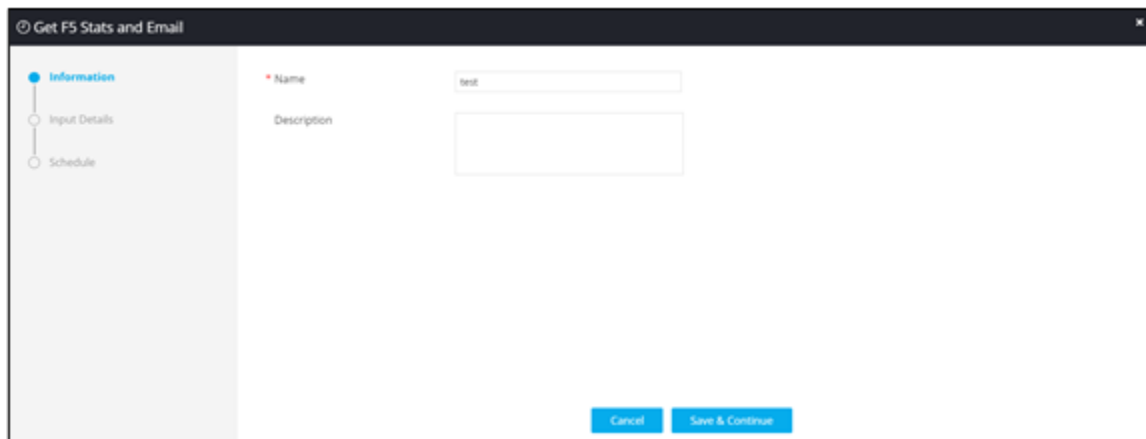 Get F5 Stats and Email
Information
* Name
test
Input Details
Description
Schedule
Cancel
Save & Continue